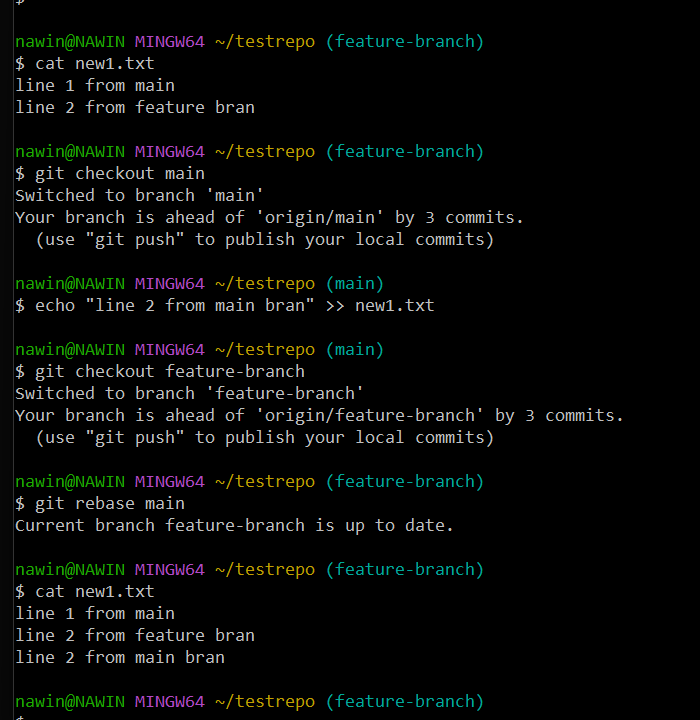 nawin@NAWIN MINGW64 ~/testrepo (feature-branch)
$ cat new1.txt
line 1 from main
line 2 from feature bran
nawin@NAWIN MINGW64 ~/testrepo (feature-branch)
$ git checkout main
Switched to branch 'main'
Your branch is ahead of 'origin/main' by 3 commits.
  (use "git push" to publish your local commits)
nawin@NAWIN MINGW64 ~/testrepo (main)
$ echo "line 2 from main bran" >> new1.txt
nawin@NAWIN MINGW64 ~/testrepo (main)
$ git checkout feature-branch
Switched to branch 'feature-branch'
Your branch is ahead of 'origin/feature-branch' by 3 commits.
  (use "git push" to publish your local commits)
nawin@NAWIN MINGW64 ~/testrepo (feature-branch)
$ git rebase main
Current branch feature-branch is up to date.
nawin@NAWIN MINGW64 ~/testrepo (feature-branch)
$ cat new1.txt
line 1 from main
line 2 from feature bran
line 2 from main bran
nawin@NAWIN MINGW64 ~/testrepo (feature-branch)
$